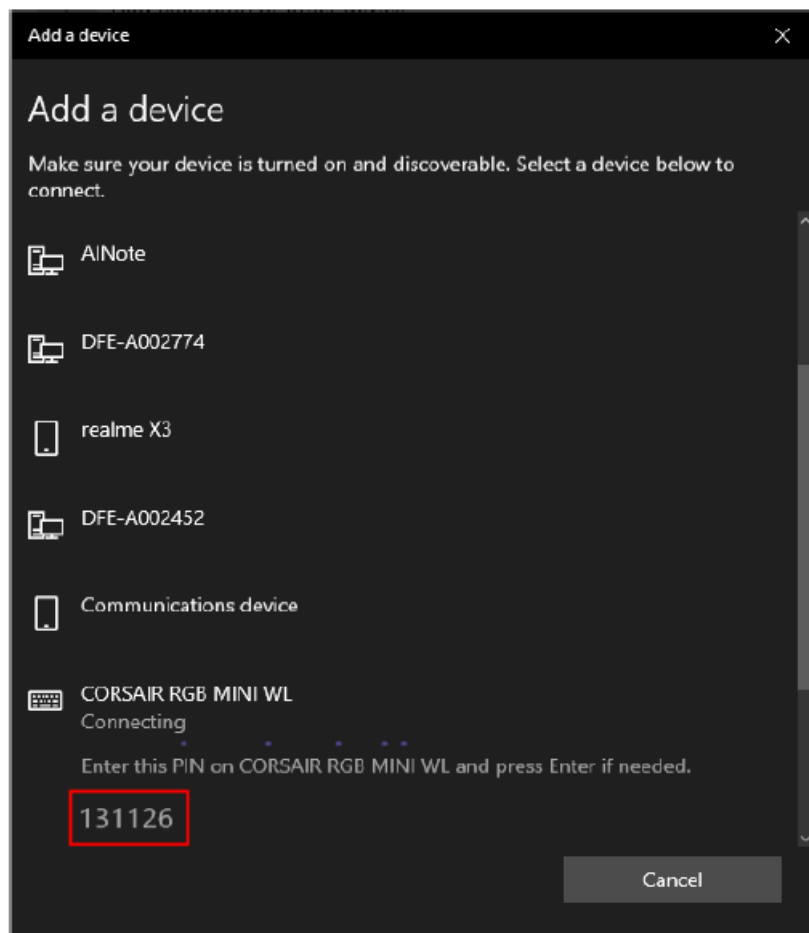 Add a device
Add a device
Make sure your device is turned on and discoverable. Select a device below to
connect.
AINote
DFE-A002774
realme X3
DFE-A002452
Communications device
CORSAIR RGB MINI WL
Connecting
Enter this PIN on CORSAIR RGB MINI WL and press Enter if needed.
131126
Cancel